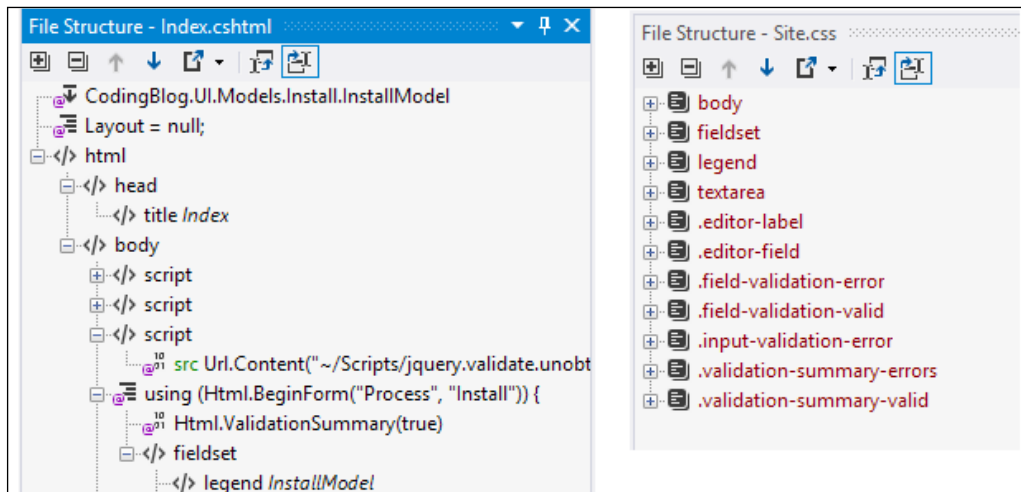 File Structure - Index.cshtml
CodingBlog.UI.Models.Install.InstallModel
Layout = null;
</> html
</> head
</> title Index
</> body
</> script
</> script
</> script
src Url.Content("~/Scripts/jquery.validate.unobt
using (Html.BeginForm("Process", "Install")) {
Html.ValidationSummary(true)
</> fieldset
</> legend InstallModel
File Structure - Site.css
body
fieldset
legend
textarea
.editor-label
.editor-field
.field-validation-error
.field-validation-valid
.input-validation-error
.validation-summary-errors
.validation-summary-valid